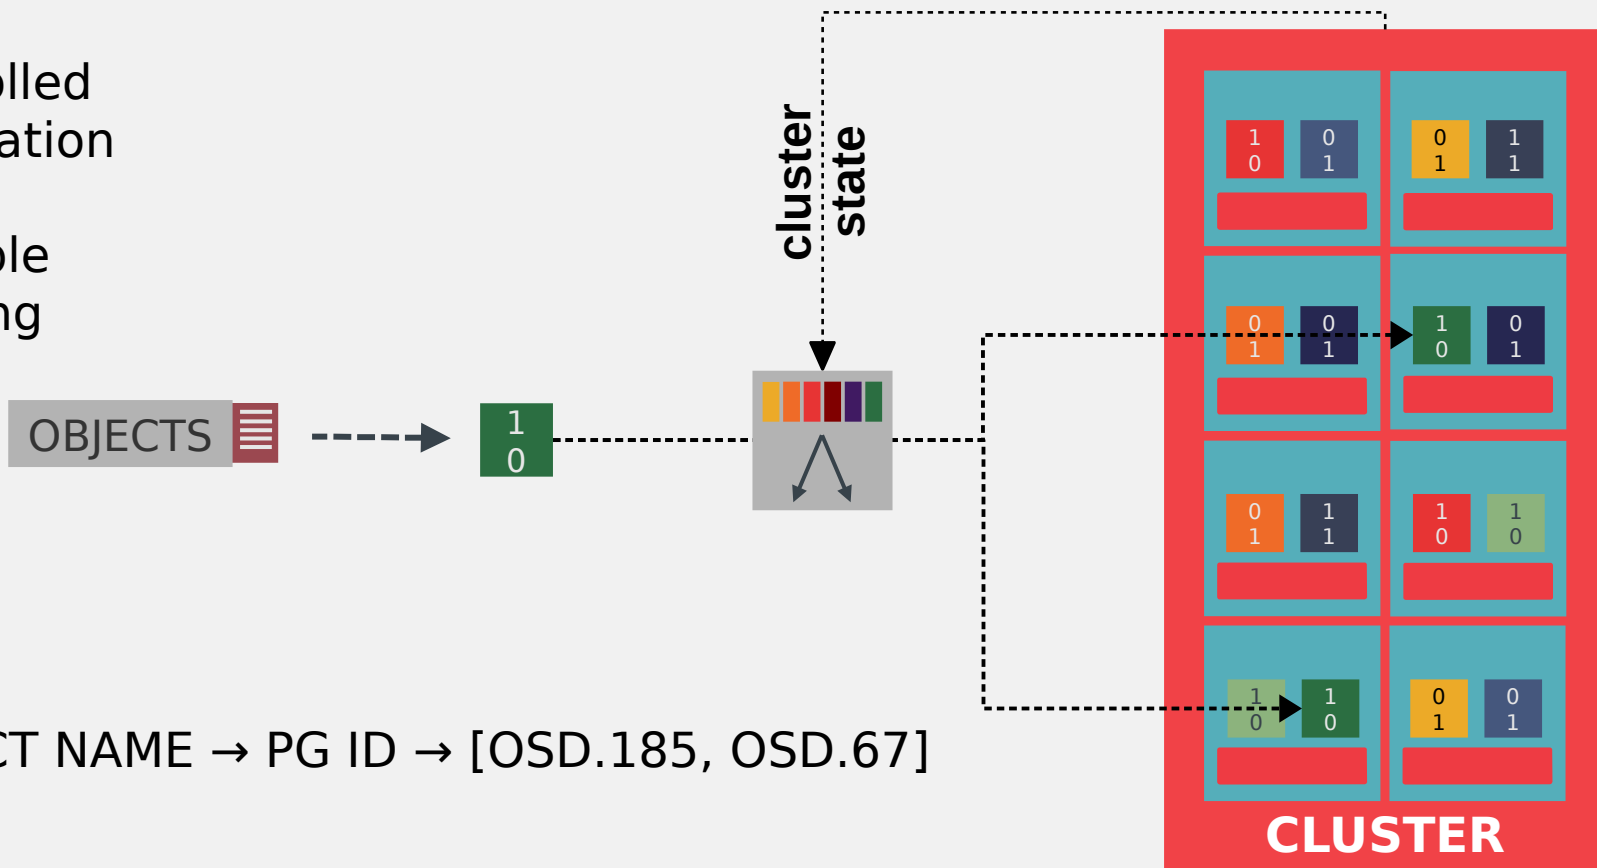 olled
ation
ole
ng
cluster
state
OBJECTS
1
0
1 0 0 1
0 1 1 1
0 0 1 0
1 1 0 1
0 1 1 1
1 1 0 0
1 1 0 0
0 0 1 1
CT NAME → PG ID → [OSD.185, OSD.67]
CLUSTER